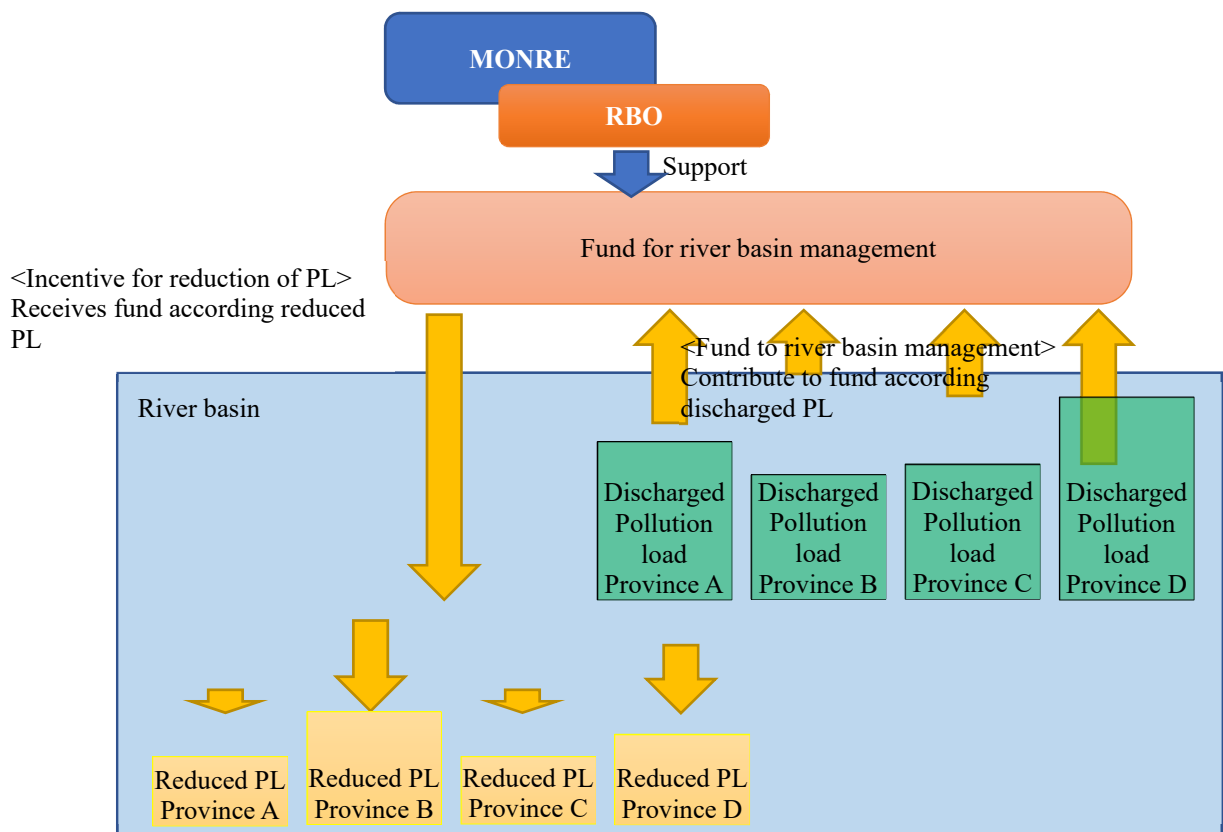 MONRE
RBO
Support
Fund for river basin management
<Incentive for reduction of PL>
Receives fund according reduced
PL
<Fund to river basin management>
Contribute to fund according
discharged PL
River basin
Discharged
Pollution
load
Province A
Discharged
Pollution
load
Province B
Discharged
Pollution
load
Province C
Discharged
Pollution
load
Province D
Reduced PL
Province A
Reduced PL
Province B
Reduced PL
Province C
Reduced PL
Province D